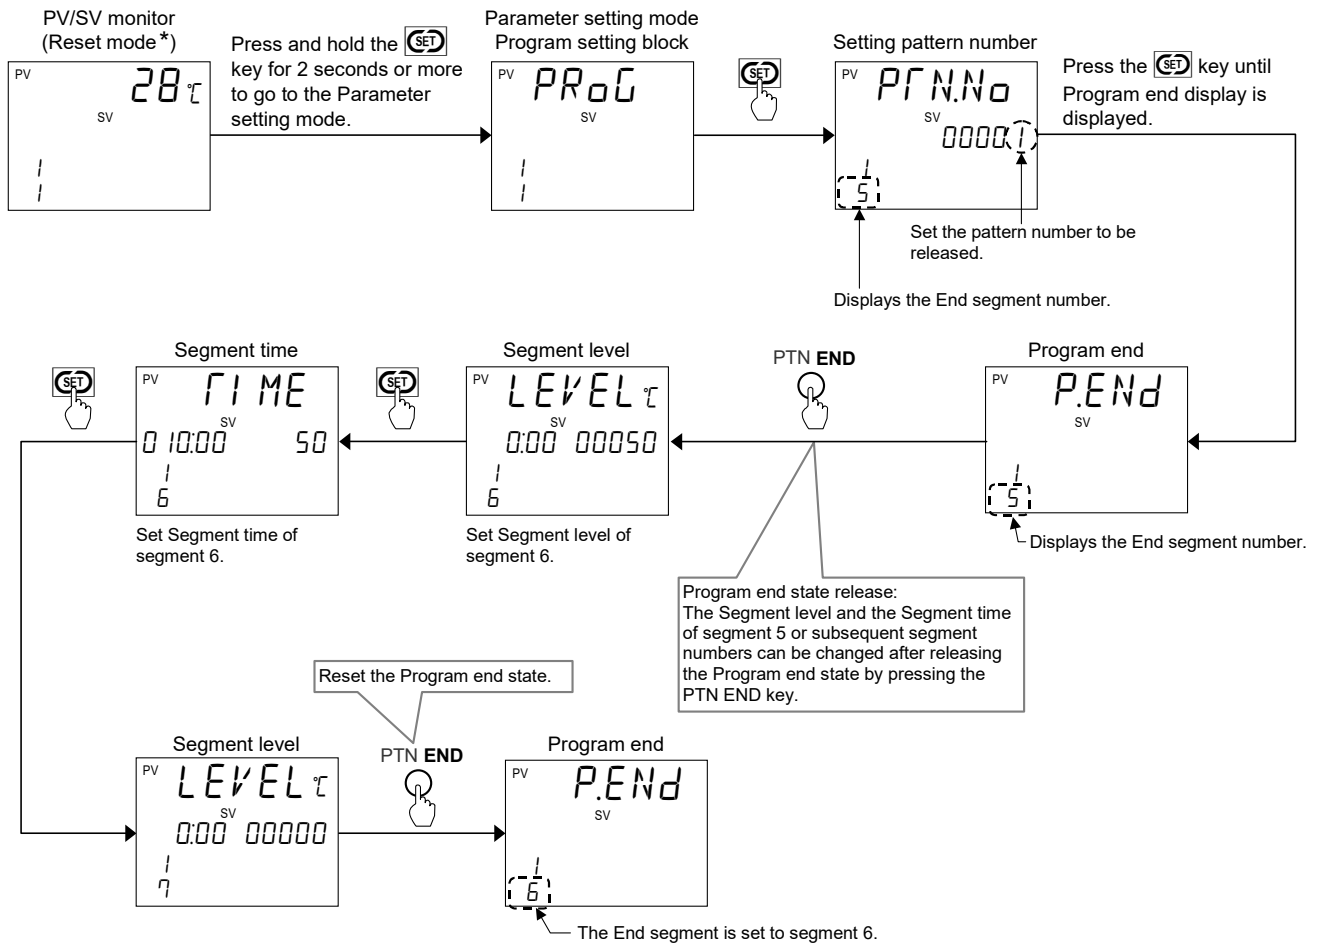 PV/SV monitor
(Reset mode*)
PV
28 ℃
SV
1
1
Press and hold the SET
key for 2 seconds or more
to go to the Parameter
setting mode.
Parameter setting mode
Program setting block
PV
PRoG
SV
1
1
SET
Setting pattern number
PV
PTN.No
SV
00001
1
5
Press the SET key until
Program end display is
displayed.
Set the pattern number to be
released.
Displays the End segment number.
Program end
PV
P.ENd
SV
1
5
Displays the End segment number.
PTN END
Program end state release:
The Segment level and the Segment time
of segment 5 or subsequent segment
numbers can be changed after releasing
the Program end state by pressing the
PTN END key.
Segment level
PV
LEVEL ℃
SV
0:00 00050
1
6
Set Segment level of
segment 6.
SET
Segment time
PV
TIME
SV
010:00 50
1
6
Set Segment time of
segment 6.
SET
Segment level
PV
LEVEL ℃
SV
0:00 00000
1
7
Reset the Program end state.
PTN END
Program end
PV
P.ENd
SV
1
6
The End segment is set to segment 6.